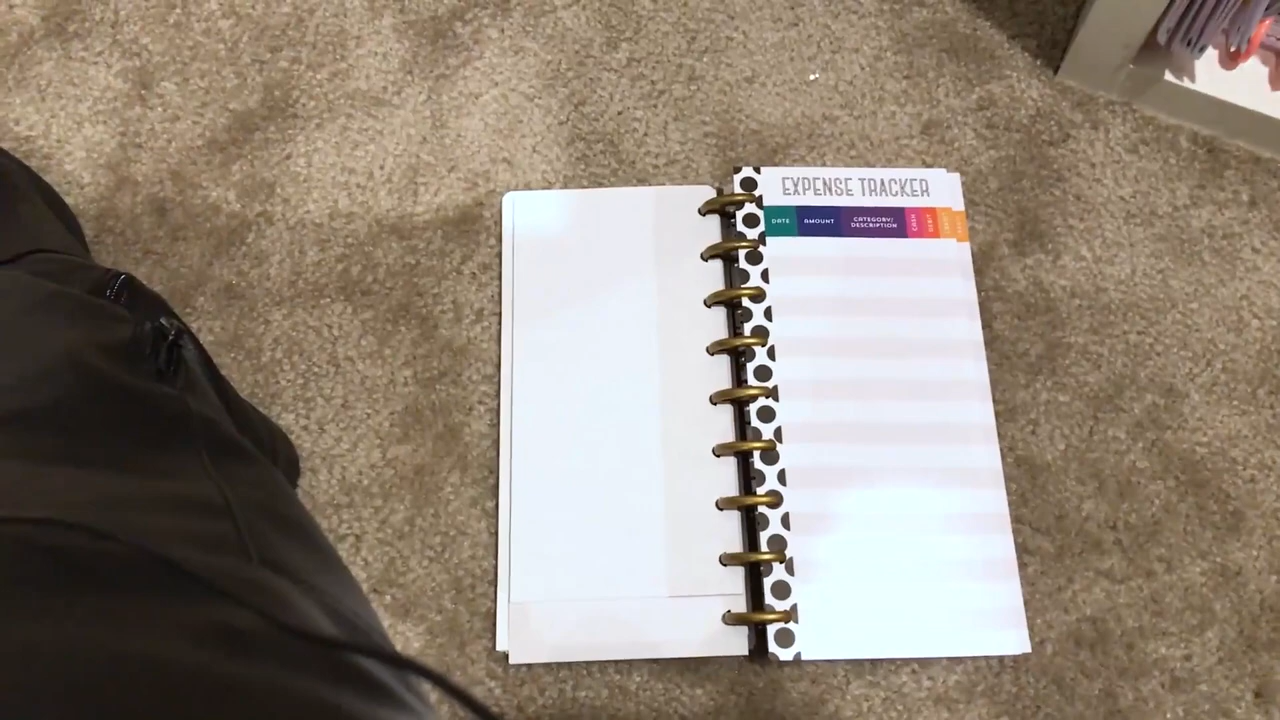 EXPENSE TRACKER
DATE AMOUNT CATEGORY/ DESCRIPTION CASH DEBIT